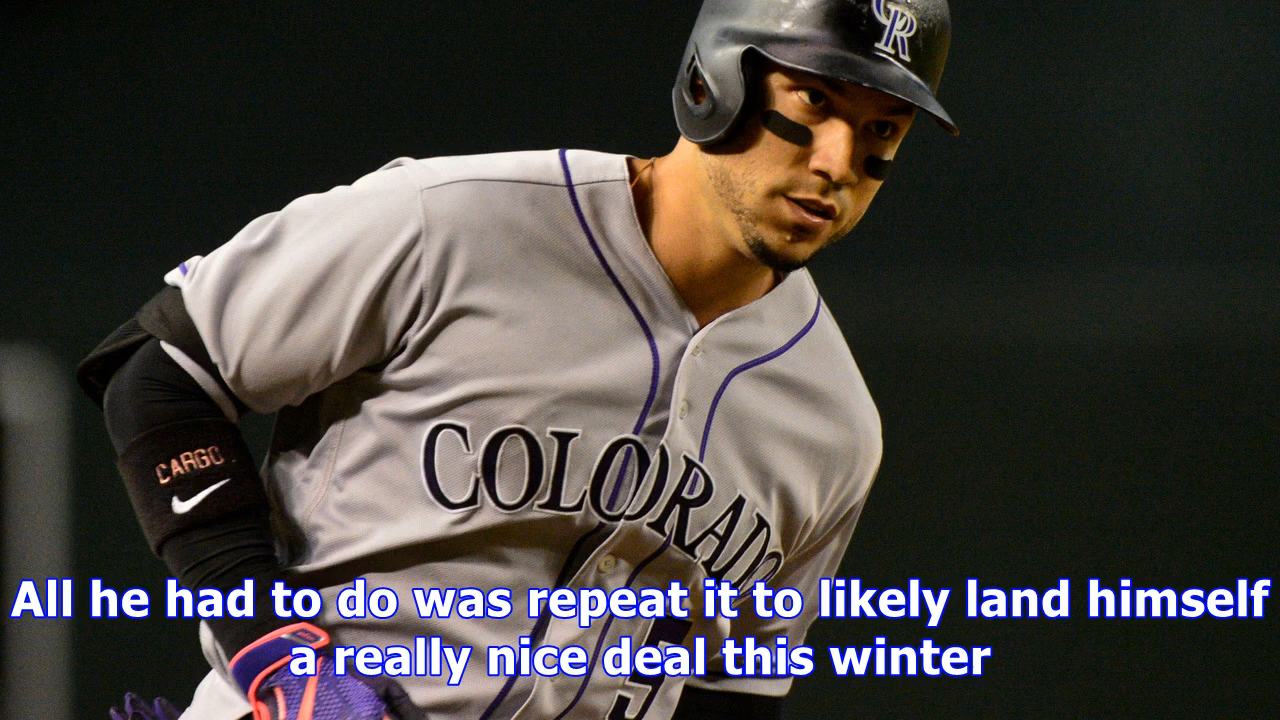 CR
CARGO
COLORADO
5
All he had to do was repeat it to likely land himself
a really nice deal this winter